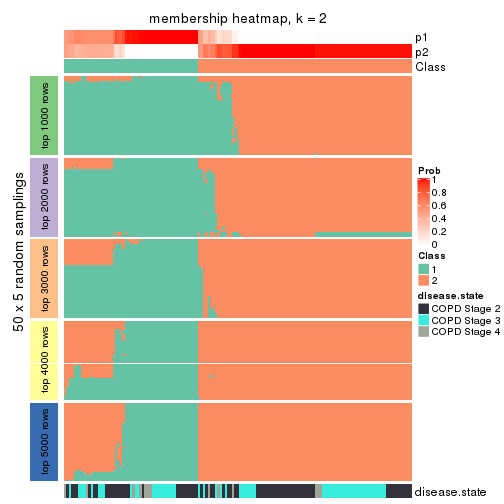 membership heatmap, k = 2
p1
p2
Class
50 x 5 random samplings
top 1000 rows
top 2000 rows
top 3000 rows
top 4000 rows
top 5000 rows
Prob
1
0.8
0.6
0.4
0.2
0
Class
1
2
disease.state
COPD Stage 2
COPD Stage 3
COPD Stage 4
disease.state